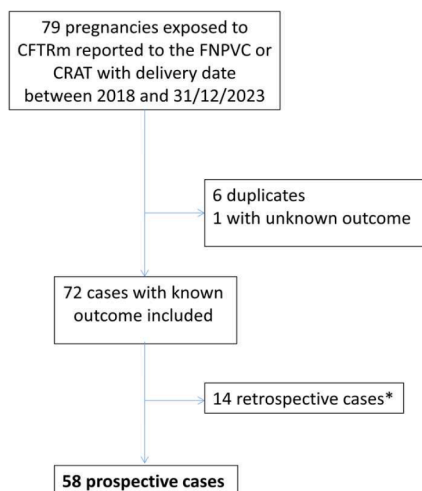 79 pregnancies exposed to
CFTRm reported to the FNPVC or
CRAT with delivery date
between 2018 and 31/12/2023
6 duplicates
1 with unknown outcome
72 cases with known
outcome included
14 retrospective cases*
58 prospective cases